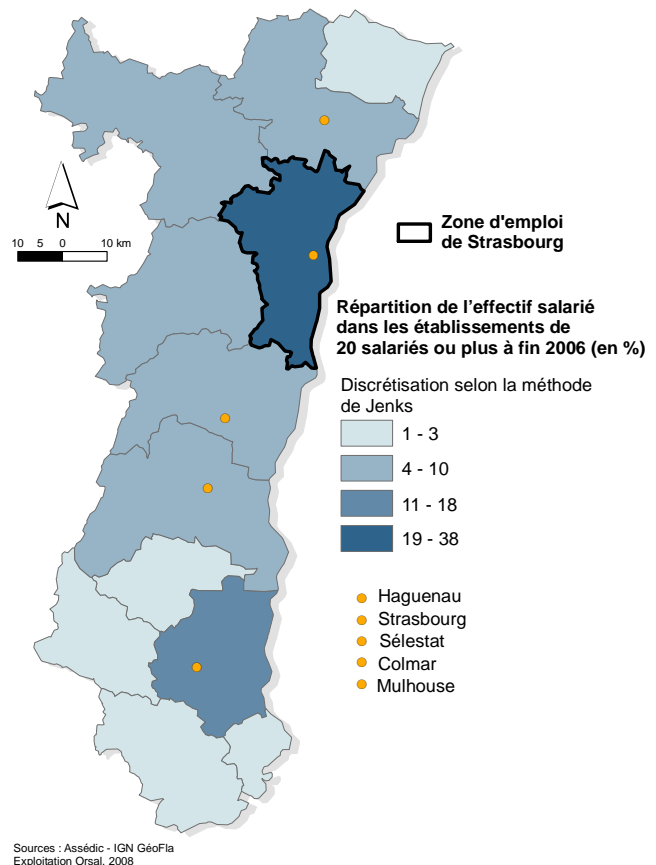 N
10 5 0 10 km
Zone d'emploi
de Strasbourg
Répartition de l'effectif salarié
dans les établissements de
20 salariés ou plus à fin 2006 (en %)
Discrétisation selon la méthode
de Jenks
1 - 3
4 - 10
11 - 18
19 - 38
Haguenau
Strasbourg
Sélestat
Colmar
Mulhouse
Sources : Assédic - IGN GéoFla
Exploitation Orsal, 2008